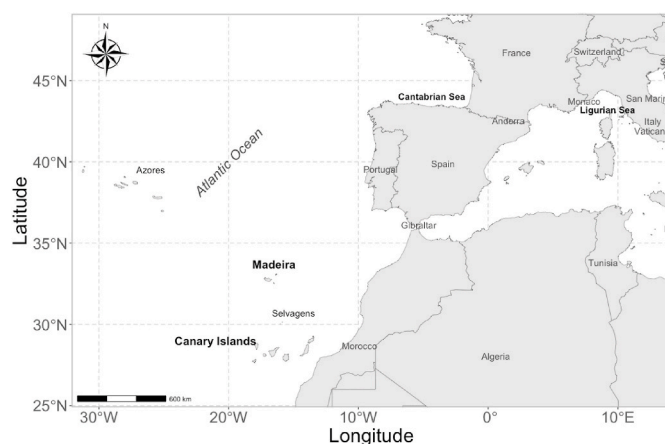 N
France
Switzerland
S
45°N
Cantabrian Sea
Monaco
San Marin
Ligurian Sea
Andorra
Italy
Vatican
Azores
Atlantic Ocean
40°N
Portugal
Spain
Latitude
Gibraltar
35°N
Madeira
Tunisia
Selvagens
30°N
Canary Islands
Morocco
Algeria
600 km
25°N
30°W
20°W
10°W
0°
10°E
Longitude